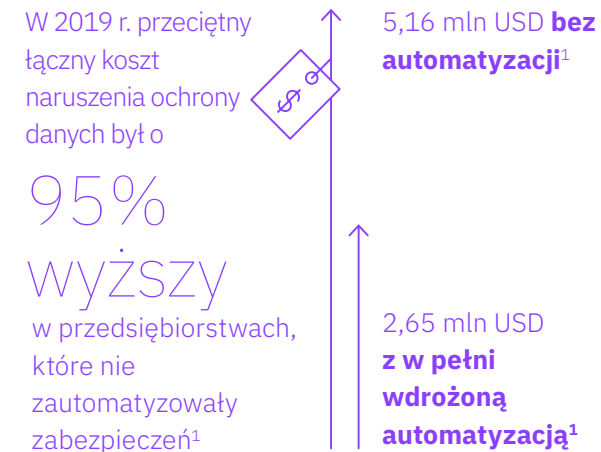 W 2019 r. przeciętny
łączny koszt
naruszenia ochrony
danych był o
95%
wyższy
w przedsiębiorstwach,
które nie
zautomatyzowały
zabezpieczeń¹
$
5,16 mln USD bez
automatyzacji¹
2,65 mln USD
z w pełni
wdrożoną
automatyzacją¹